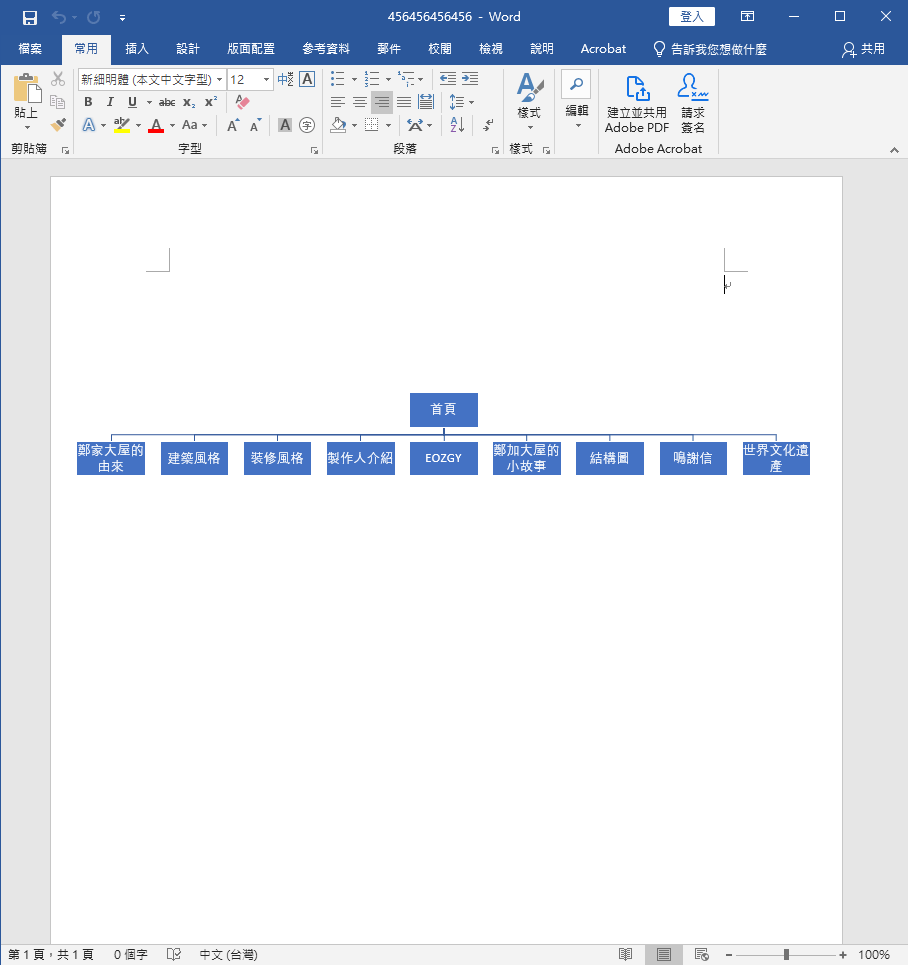 456456456456 - Word
登入
檔案 常用 插入 設計 版面配置 參考資料 郵件 校閱 檢視 說明 Acrobat 告訴我您想做什麼 共用
貼上
新細明體 (本文中文字型) 12
中
A
B I U abc x₂ x²
A ab A Aa A A A 字
樣式
編輯
建立並共用
Adobe PDF
請求
簽名
剪貼簿 字型 段落 樣式 Adobe Acrobat
首頁
鄭家大屋的
由來
建築風格
裝修風格
製作人介紹
EOZGY
鄭加大屋的
小故事
結構圖
鳴謝信
世界文化遺
產
第 1 頁，共 1 頁 0 個字 中文 (台灣) 100%